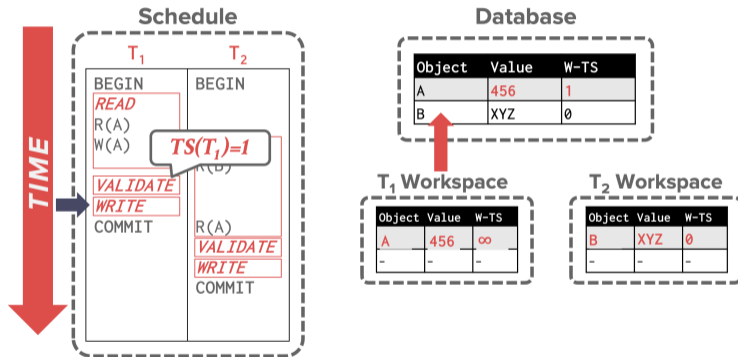 Schedule
T1 T2
BEGIN BEGIN
READ
R(A)
W(A)
TS(T1)=1
R(B)
VALIDATE
WRITE
COMMIT R(A)
VALIDATE
WRITE
COMMIT
TIME
Database
Object Value W-TS
A 456 1
B XYZ 0
T1 Workspace
Object Value W-TS
A 456 ∞
- - -
T2 Workspace
Object Value W-TS
B XYZ 0
- - -